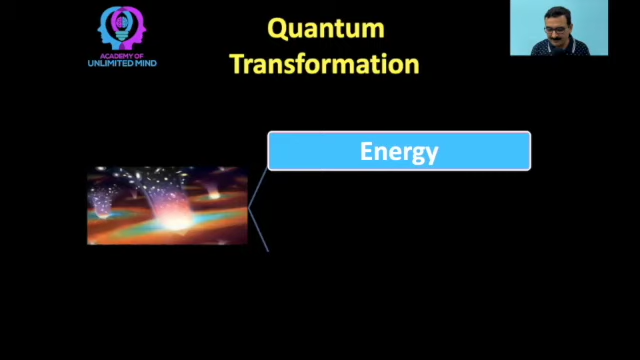 Quantum
Transformation
ACADEMY OF
UNLIMITED MIND
Energy